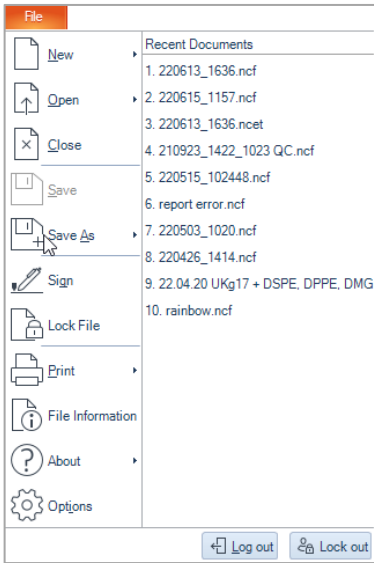 File
New
Open
Close
Save
Save As
Sign
Lock File
Print
File Information
About
Options
Recent Documents
1. 220613_1636.ncf
2. 220615_1157.ncf
3. 220613_1636.ncet
4. 210923_1422_1023 QC.ncf
5. 220515_102448.ncf
6. report error.ncf
7. 220503_1020.ncf
8. 220426_1414.ncf
9. 22.04.20 UKg17 + DSPE, DPPE, DMG
10. rainbow.ncf
Log out
Lock out